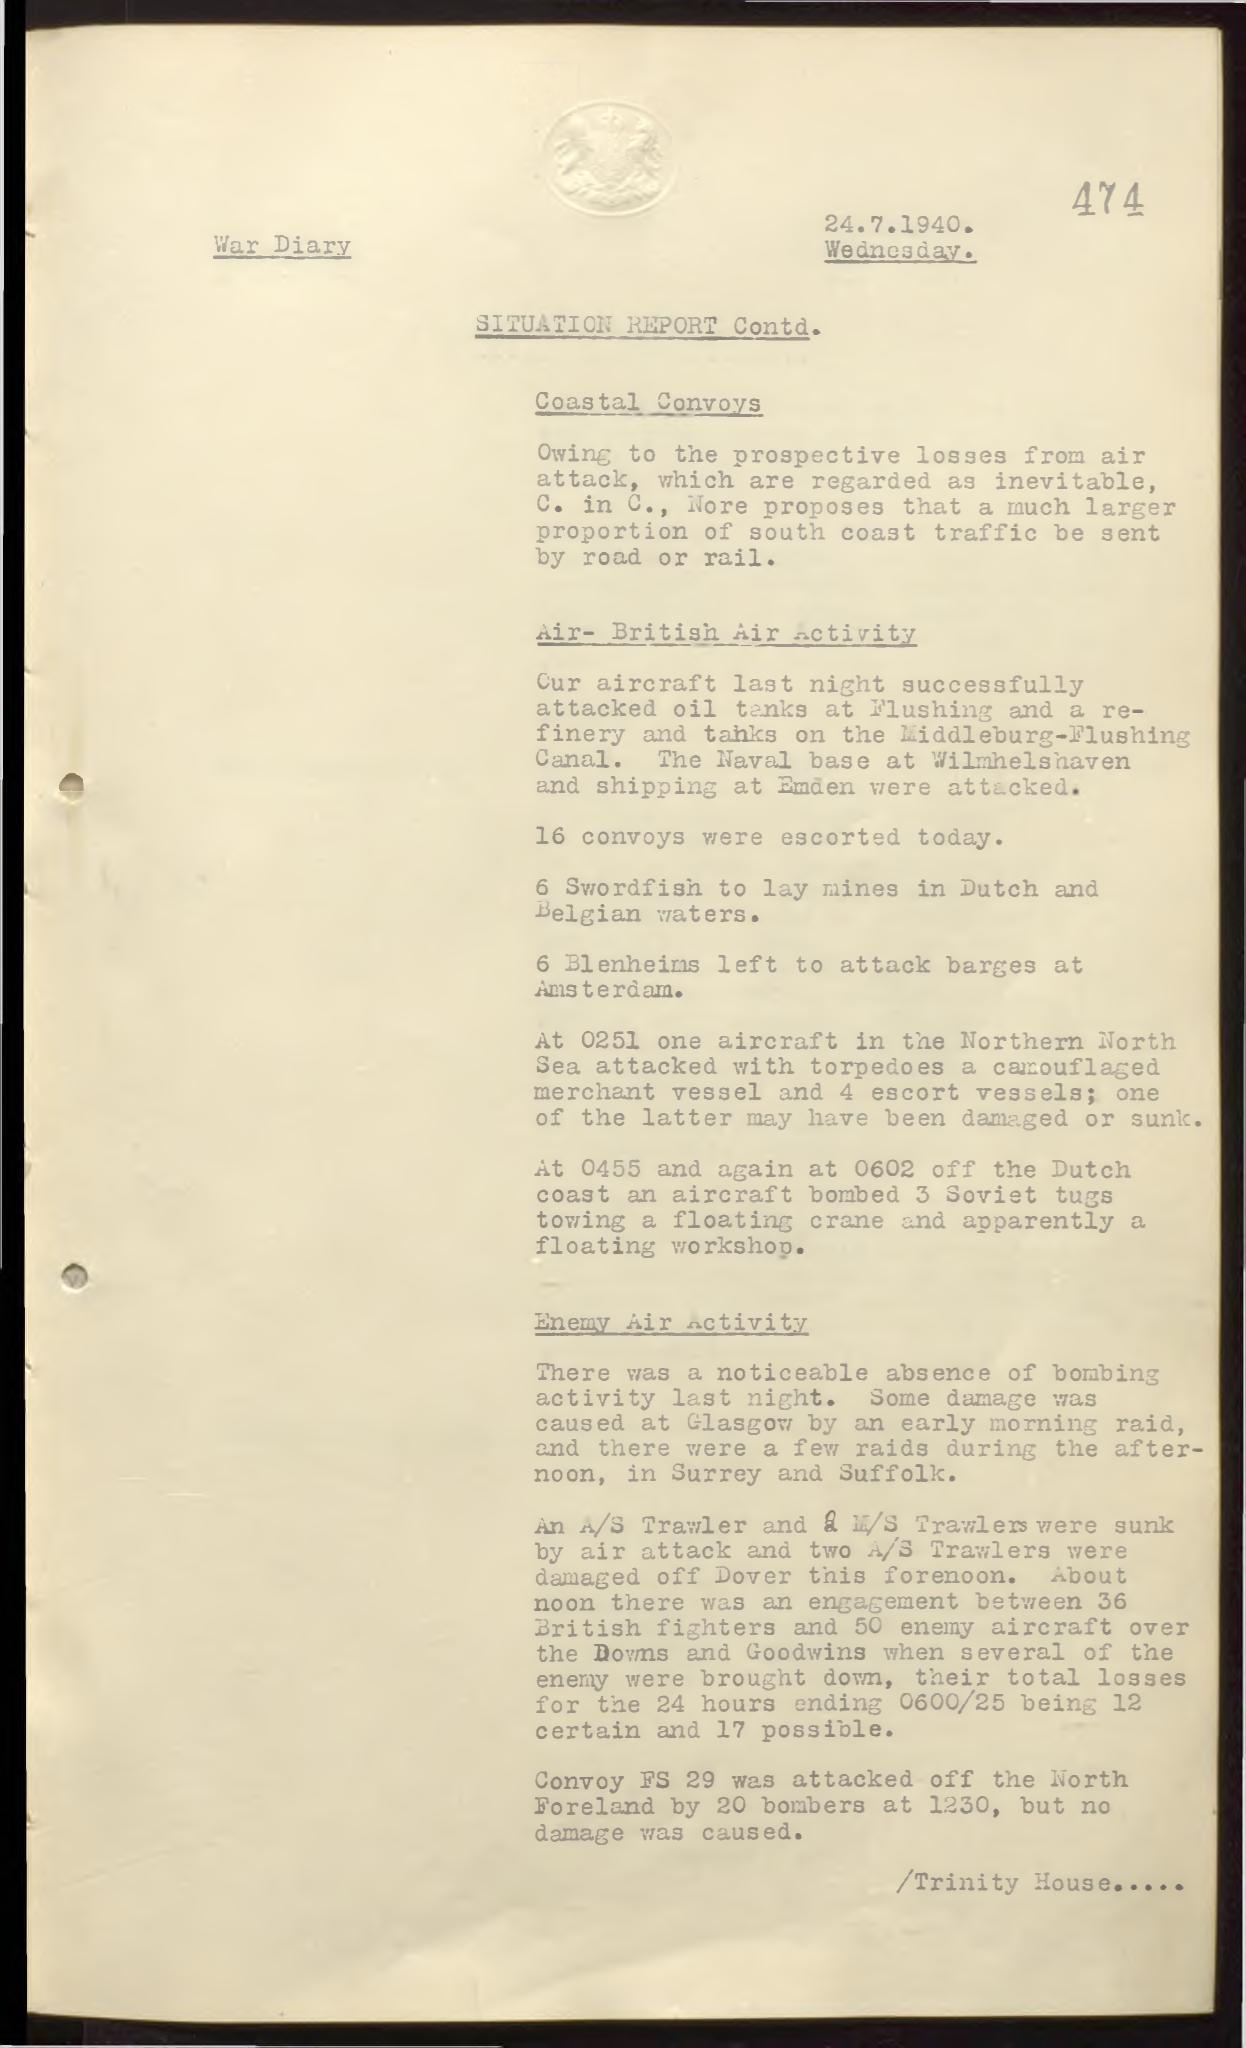 474
24.7.1940.
War Diary
Wednesday.
SITUATION REPORT Contd.
Coastal Convoys
Owing to the prospective losses from air
attack, which are regarded as inevitable,
C. in C., Nore proposes that a much larger
proportion of south coast traffic be sent
by road or rail.
Air- British Air Activity
Our aircraft last night successfully
attacked oil tanks at Flushing and a re-
finery and tahks on the Middleburg-Flushing
Canal. The Naval base at Wilmhelshaven
and shipping at Emden were attacked.
16 convoys were escorted today.
6 Swordfish to lay mines in Dutch and
Belgian waters.
6 Blenheims left to attack barges at
Amsterdam.
At 0251 one aircraft in the Northern North
Sea attacked with torpedoes a camouflaged
merchant vessel and 4 escort vessels; one
of the latter may have been damaged or sunk.
At 0455 and again at 0602 off the Dutch
coast an aircraft bombed 3 Soviet tugs
towing a floating crane and apparently a
floating workshop.
Enemy Air Activity
There was a noticeable absence of bombing
activity last night. Some damage was
caused at Glasgow by an early morning raid,
and there were a few raids during the after-
noon, in Surrey and Suffolk.
An A/S Trawler and 2 M/S Trawlers were sunk
by air attack and two A/S Trawlers were
damaged off Dover this forenoon. About
noon there was an engagement between 36
British fighters and 50 enemy aircraft over
the Downs and Goodwins when several of the
enemy were brought down, their total losses
for the 24 hours ending 0600/25 being 12
certain and 17 possible.
Convoy FS 29 was attacked off the North
Foreland by 20 bombers at 1230, but no
damage was caused.
/Trinity House.....